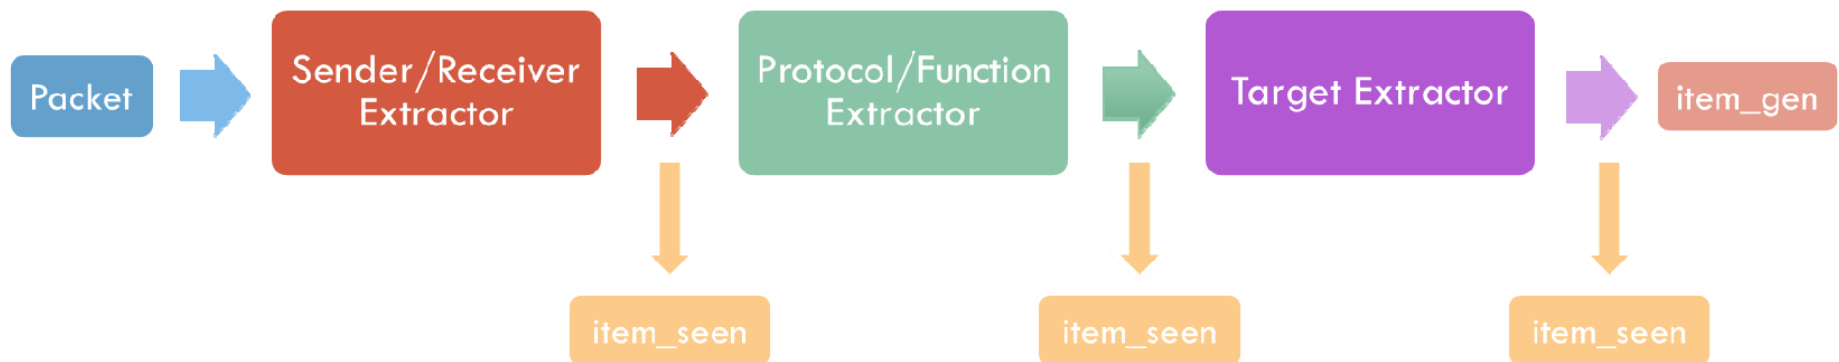 Packet
Sender/Receiver
Extractor
Protocol/Function
Extractor
Target Extractor
item_gen
item_seen
item_seen
item_seen